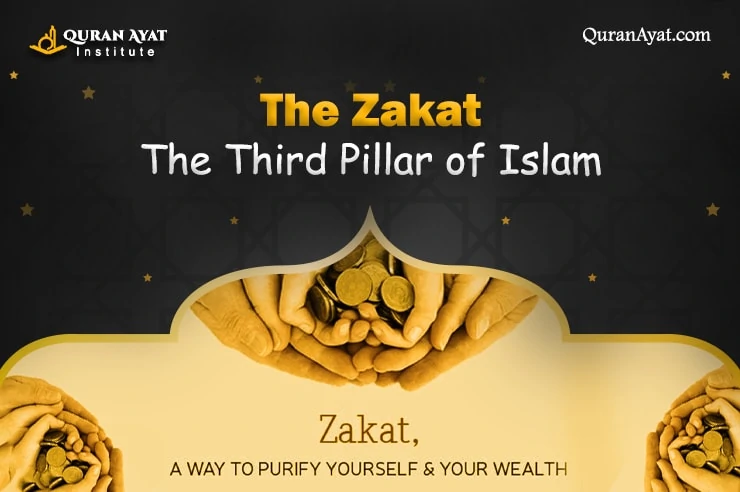 QURAN AYAT
Institute
QuranAyat.com
The Zakat
The Third Pillar of Islam
Zakat,
A WAY TO PURIFY YOURSELF & YOUR WEALTH